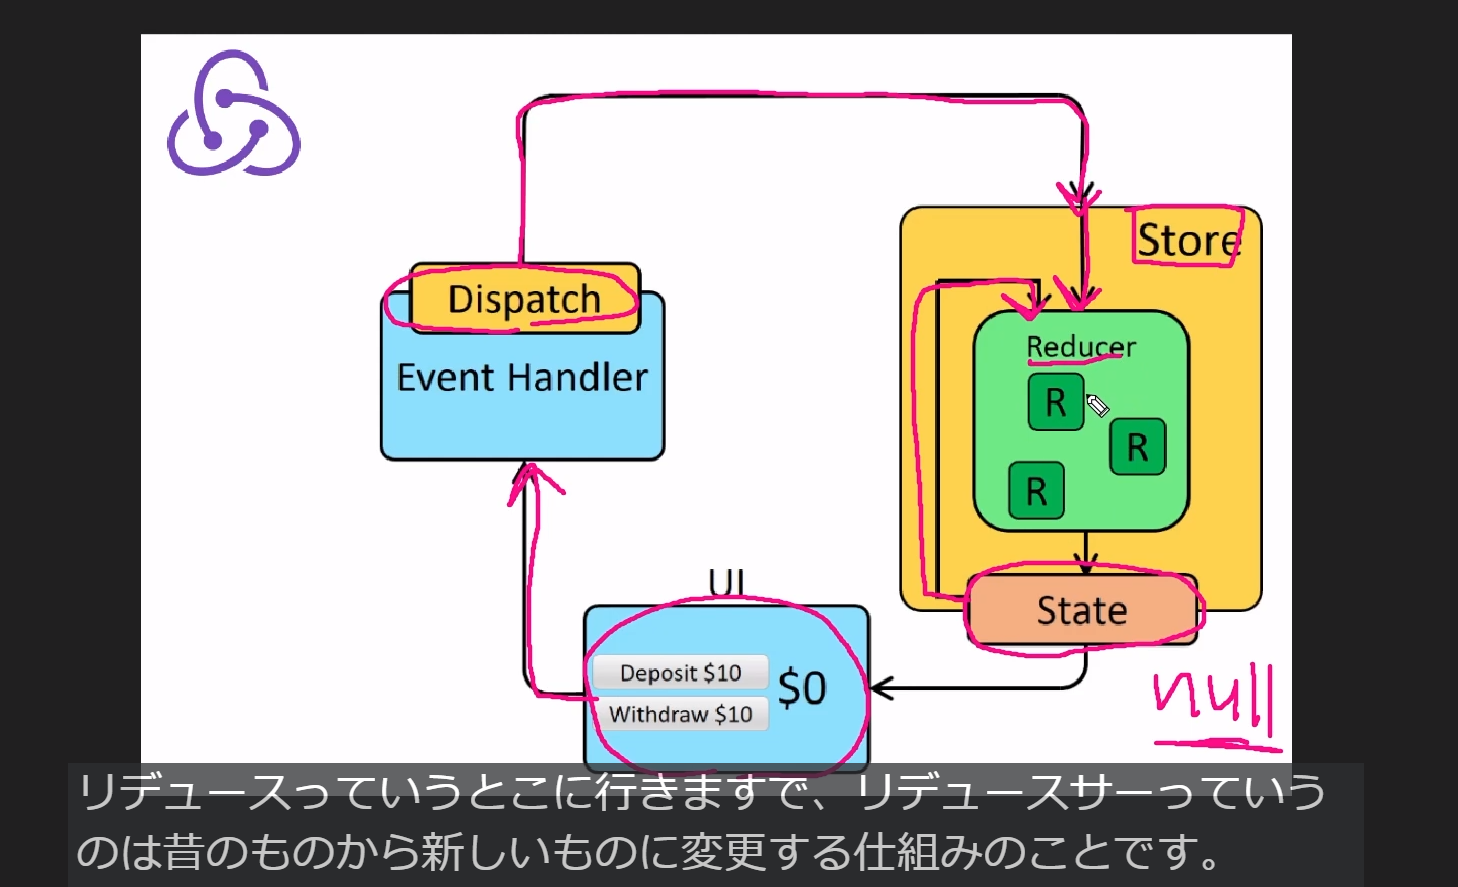 Store
Dispatch
Event Handler
Reducer
R
R
R
UI
State
Deposit $10
$0
Withdraw $10
null
リデュースっていうとこに行きますで、リデュースサーっていう
のは昔のものから新しいものに変更する仕組みのことです。